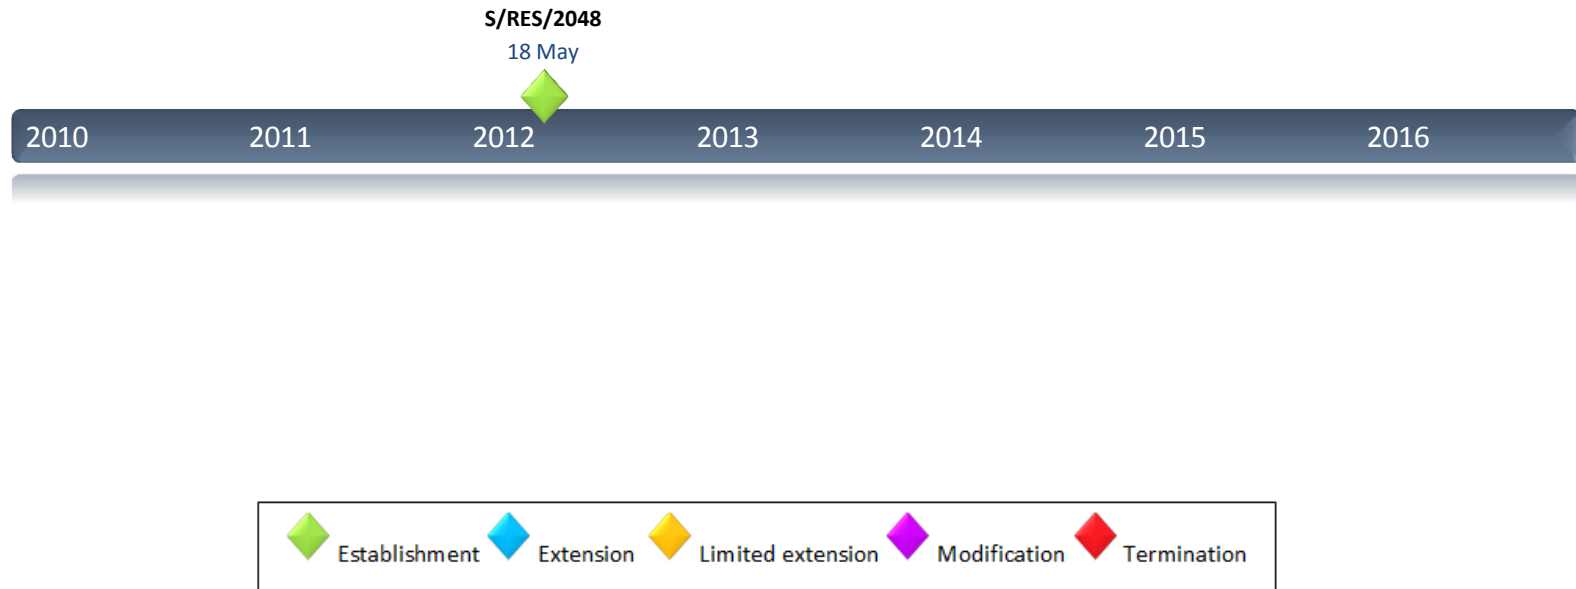 S/RES/2048
18 May
2010 2011 2012 2013 2014 2015 2016
Establishment Extension Limited extension Modification Termination